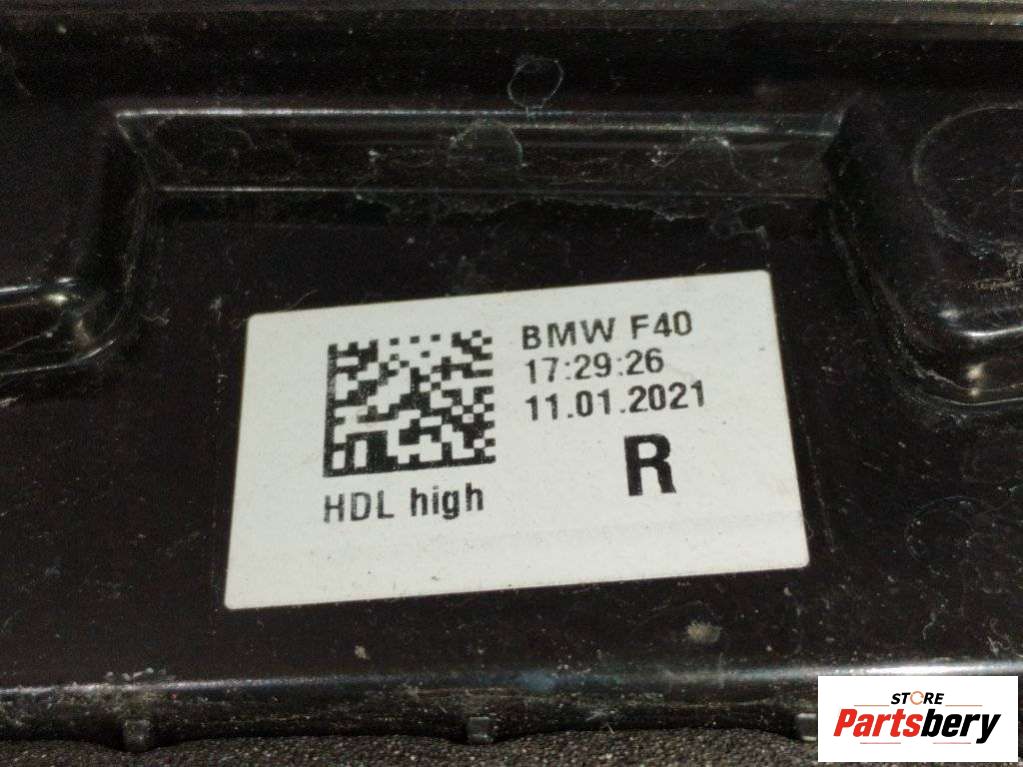 BMW F40
17:29:26
11.01.2021
R
HDL high
STORE
Partsbery